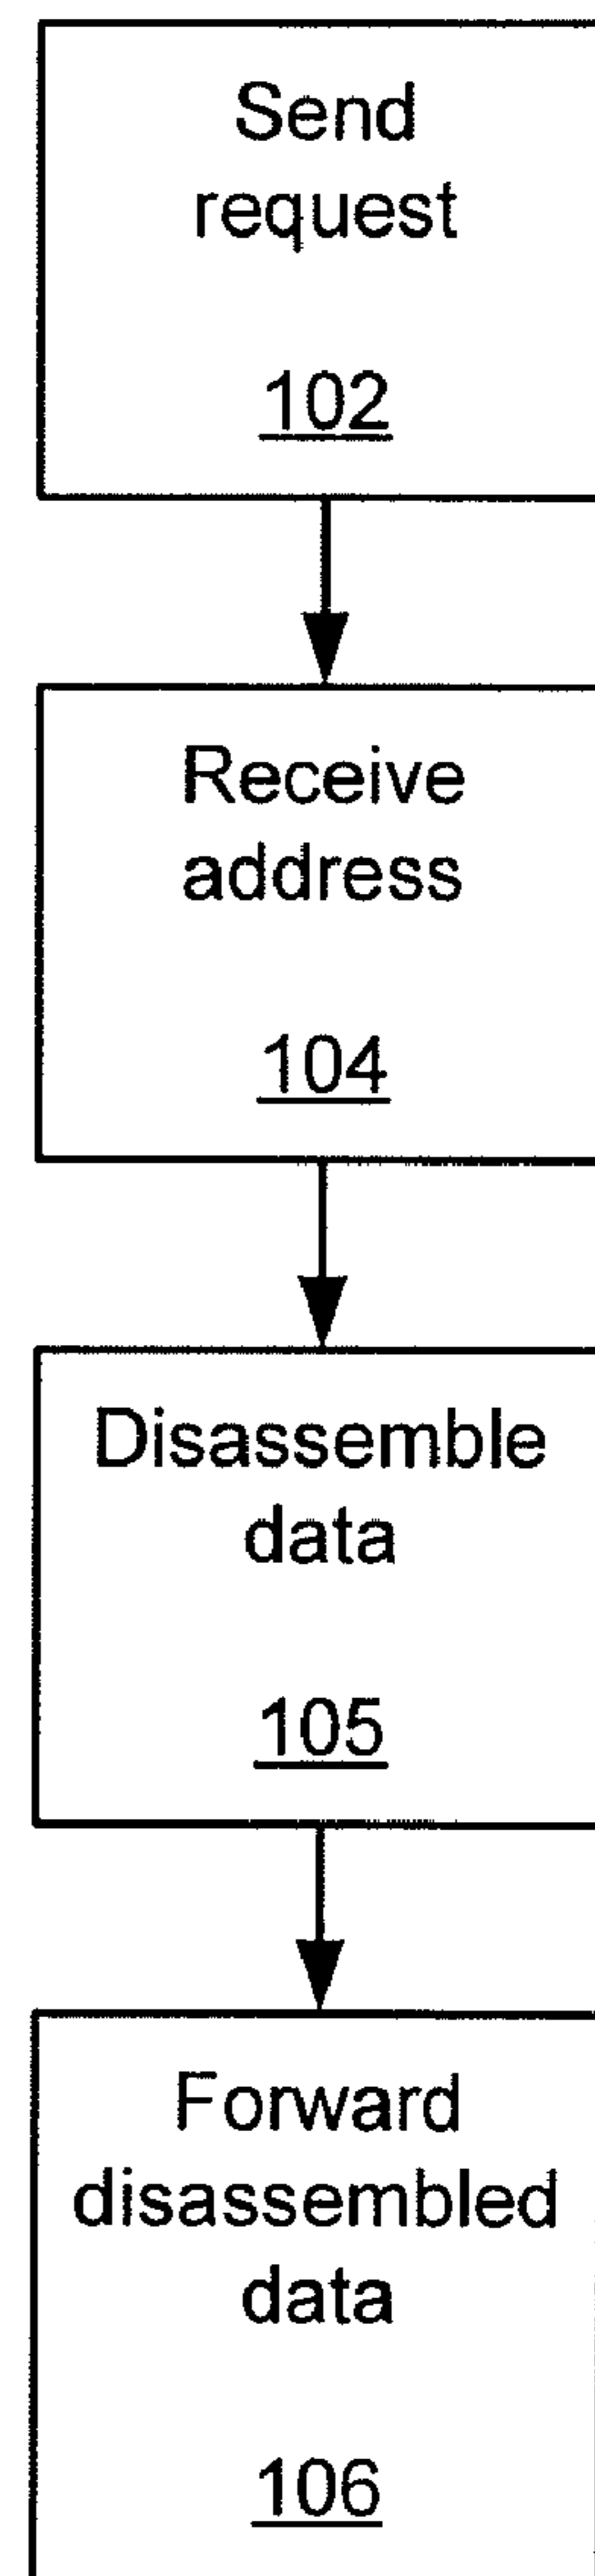 Send
request
102
Receive
address
104
Disassemble
data
105
Forward
disassembled
data
106